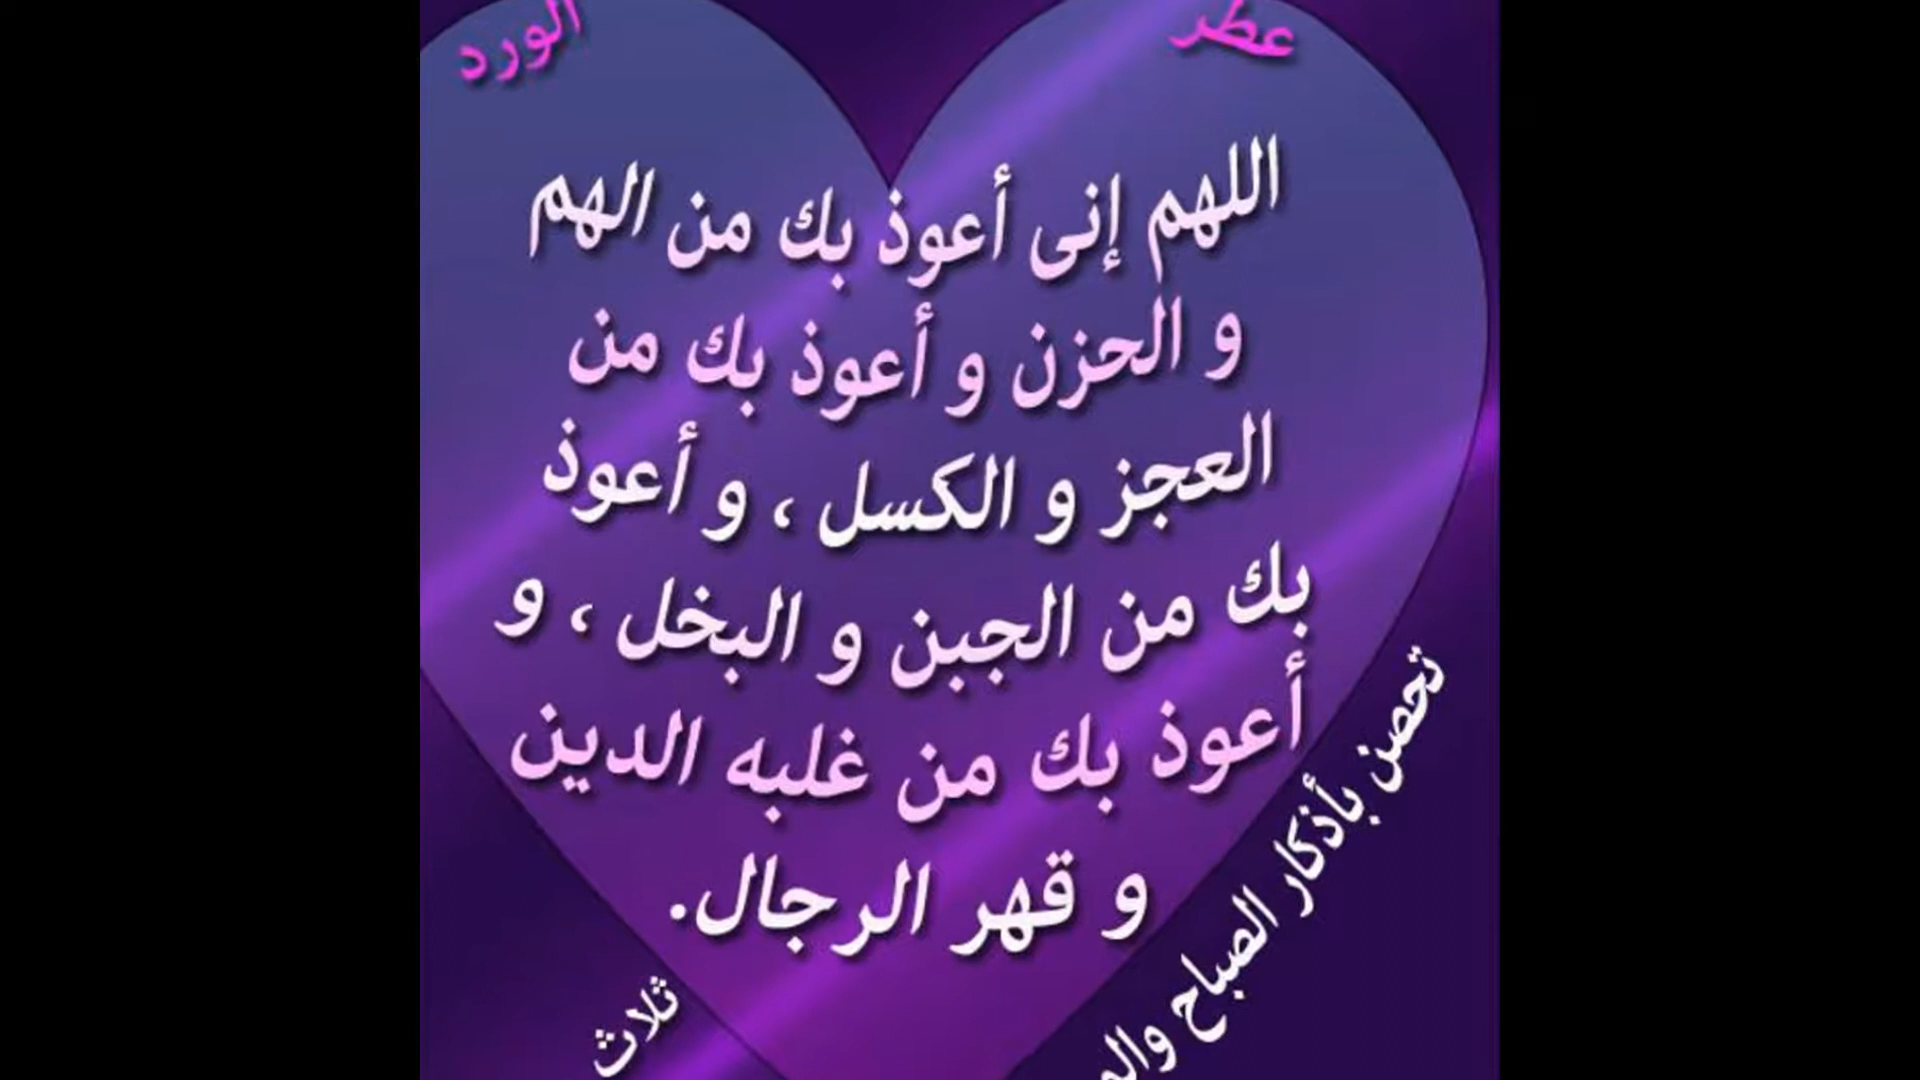 عطر
الورد
اللهم إنى أعوذ بك من الهم
و الحزن و أعوذ بك من
العجز و الكسل ، و أعوذ
بك من الجبن و البخل ، و
أعوذ بك من غلبه الدين
و قهر الرجال.
تحصن بأذكار الصباح
ثلاث